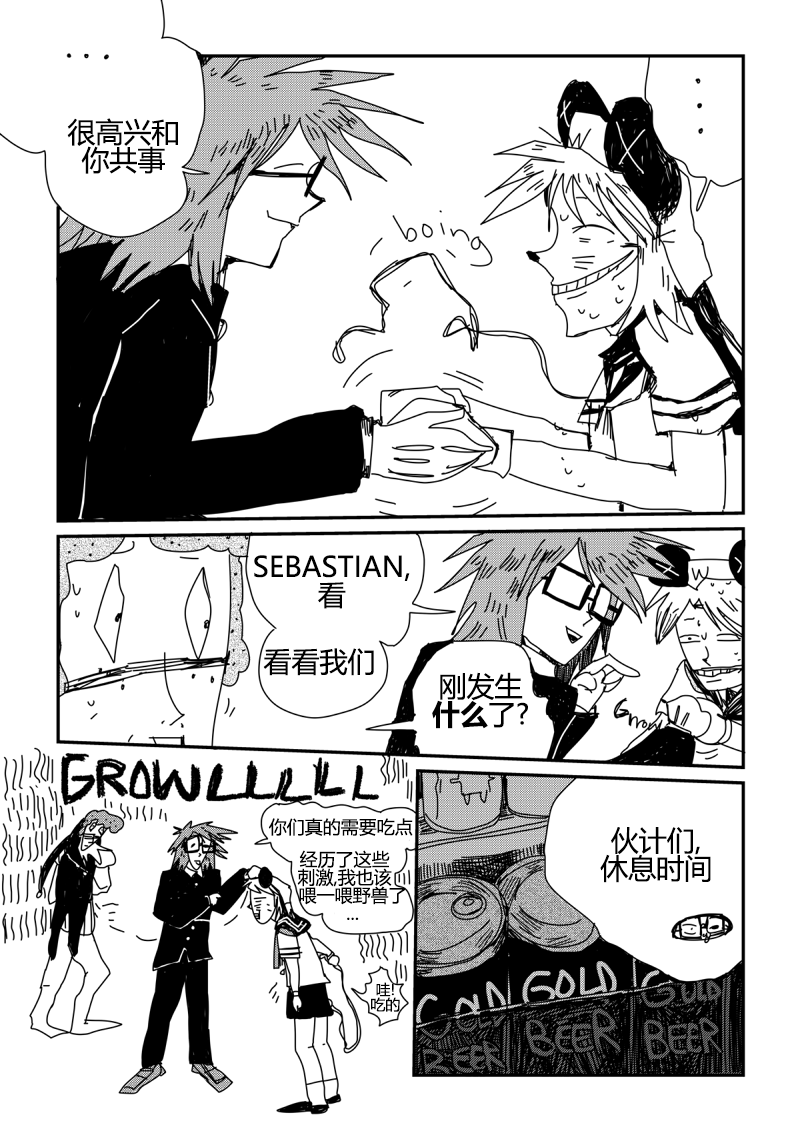 ...
...
很高兴和
你共事
boing
SEBASTIAN,
看
看看我们
刚发生
什么了?
Grow
GROWLLLLLL
你们真的需要吃点
经历了这些
刺激,我也该
喂一喂野兽了
...
哇!
吃的
伙计们,
休息时间
GOLD
GOLD
GOLD
BEER
BEER
BEER